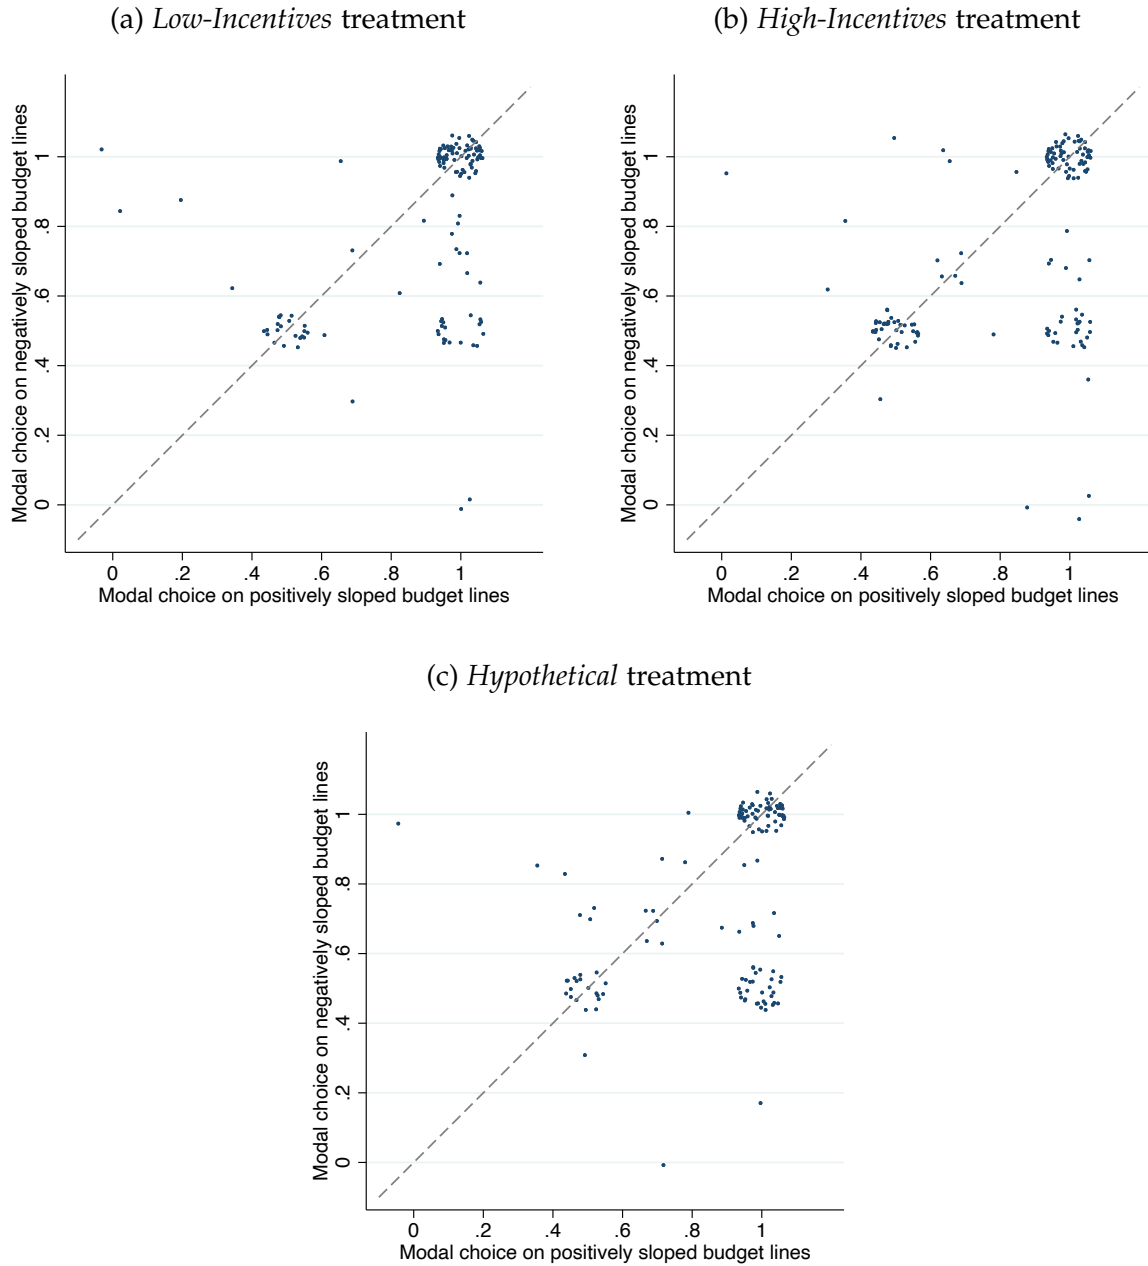 (a) Low-Incentives treatment
Modal choice on negatively sloped budget lines
1
.8
.6
.4
.2
0
0 .2 .4 .6 .8 1
Modal choice on positively sloped budget lines
(b) High-Incentives treatment
Modal choice on negatively sloped budget lines
1
.8
.6
.4
.2
0
0 .2 .4 .6 .8 1
Modal choice on positively sloped budget lines
(c) Hypothetical treatment
Modal choice on negatively sloped budget lines
1
.8
.6
.4
.2
0
0 .2 .4 .6 .8 1
Modal choice on positively sloped budget lines